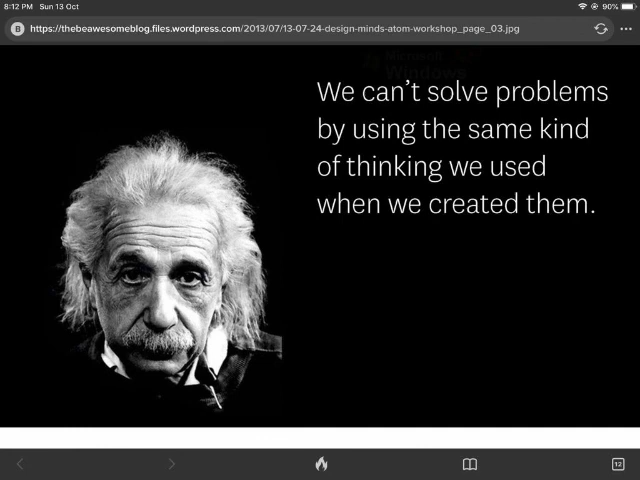 8:12 PM Sun 13 Oct 90%
B https://thebeawesomeblog.files.wordpress.com/2013/07/13-07-24-design-minds-atom-workshop_page_03.jpg
Microsoft
Windows
We can’t solve problems
by using the same kind
of thinking we used
when we created them.
12